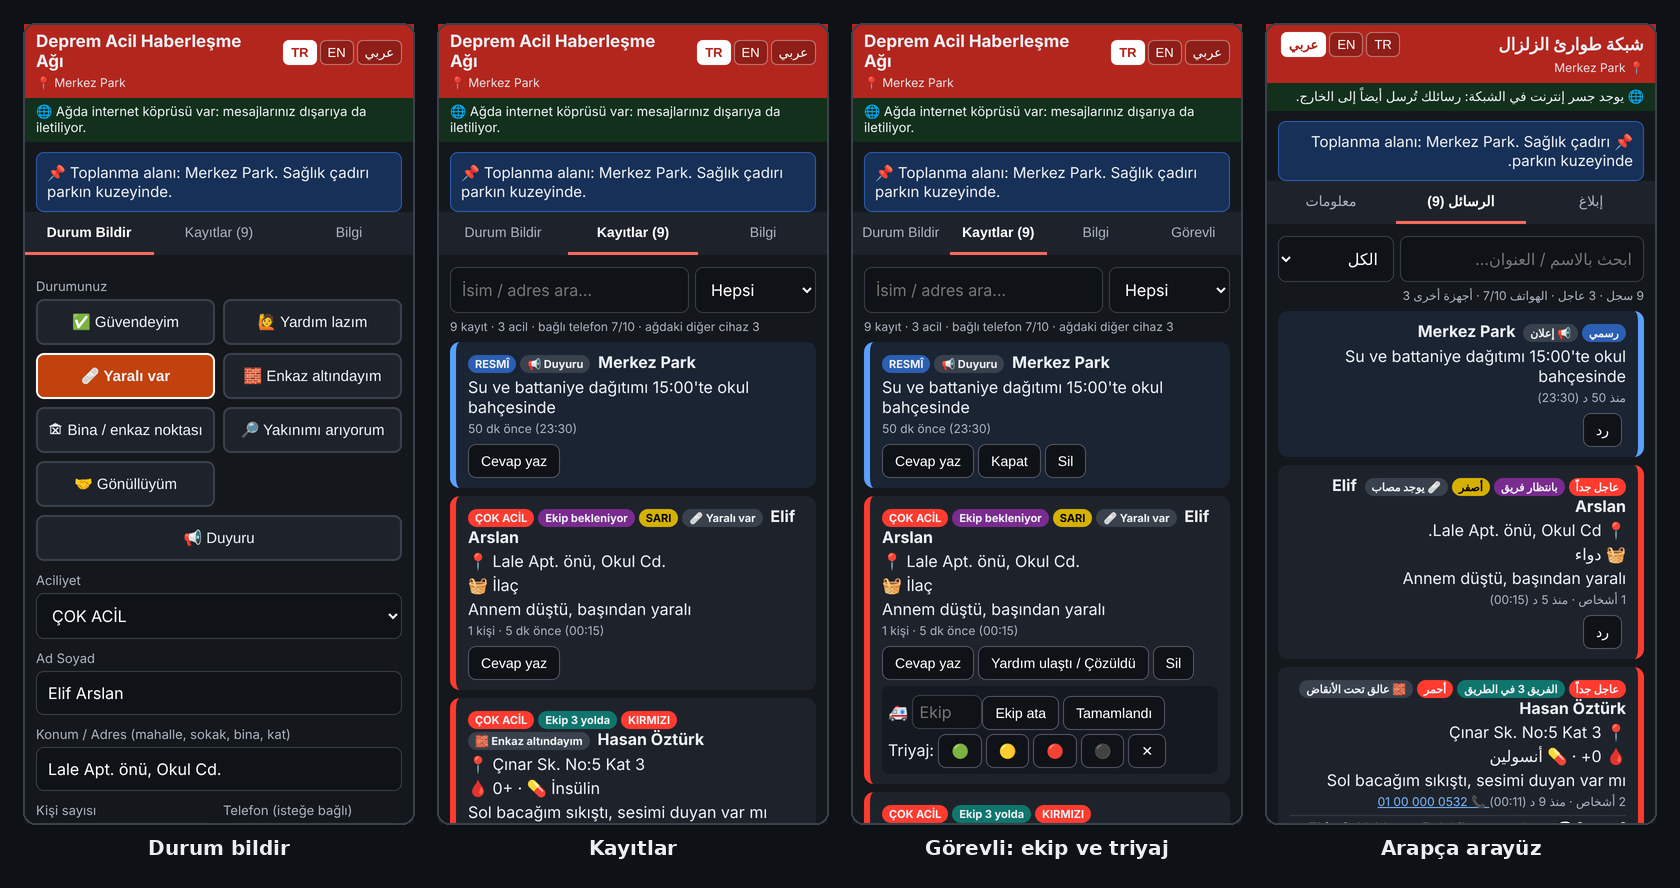 Deprem Acil Haberleşme
Ağı
TR EN عربي
📍 Merkez Park
🌐 Ağda internet köprüsü var: mesajlarınız dışarıya da
iletiliyor.
📌 Toplanma alanı: Merkez Park. Sağlık çadırı
parkın kuzeyinde.
Durum Bildir Kayıtlar (9) Bilgi
Durumunuz
✅ Güvendeyim 🙋 Yardım lazım
🩹 Yaralı var 🧱 Enkaz altındayım
🏚 Bina / enkaz noktası 🔎 Yakınımı arıyorum
🤝 Gönüllüyüm
📢 Duyuru
Aciliyet
ÇOK ACİL
Ad Soyad
Elif Arslan
Konum / Adres (mahalle, sokak, bina, kat)
Lale Apt. önü, Okul Cd.
Kişi sayısı Telefon (isteğe bağlı)
Durum bildir
Deprem Acil Haberleşme
Ağı
TR EN عربي
📍 Merkez Park
🌐 Ağda internet köprüsü var: mesajlarınız dışarıya da
iletiliyor.
📌 Toplanma alanı: Merkez Park. Sağlık çadırı
parkın kuzeyinde.
Durum Bildir Kayıtlar (9) Bilgi
İsim / adres ara... Hepsi
9 kayıt · 3 acil · bağlı telefon 7/10 · ağdaki diğer cihaz 3
RESMÎ 📢 Duyuru Merkez Park
Su ve battaniye dağıtımı 15:00'te okul
bahçesinde
50 dk önce (23:30)
Cevap yaz
ÇOK ACİL Ekip bekleniyor SARI 🩹 Yaralı var Elif
Arslan
📍 Lale Apt. önü, Okul Cd.
🧺 İlaç
Annem düştü, başından yaralı
1 kişi · 5 dk önce (00:15)
Cevap yaz
ÇOK ACİL Ekip 3 yolda KIRMIZI
🧱 Enkaz altındayım Hasan Öztürk
📍 Çınar Sk. No:5 Kat 3
🩸 0+ · 💊 İnsülin
Sol bacağım sıkıştı, sesimi duyan var mı
Kayıtlar
Deprem Acil Haberleşme
Ağı
TR EN عربي
📍 Merkez Park
🌐 Ağda internet köprüsü var: mesajlarınız dışarıya da
iletiliyor.
📌 Toplanma alanı: Merkez Park. Sağlık çadırı
parkın kuzeyinde.
Durum Bildir Kayıtlar (9) Bilgi Görevli
İsim / adres ara... Hepsi
9 kayıt · 3 acil · bağlı telefon 7/10 · ağdaki diğer cihaz 3
RESMÎ 📢 Duyuru Merkez Park
Su ve battaniye dağıtımı 15:00'te okul
bahçesinde
50 dk önce (23:30)
Cevap yaz Kapat Sil
ÇOK ACİL Ekip bekleniyor SARI 🩹 Yaralı var Elif
Arslan
📍 Lale Apt. önü, Okul Cd.
🧺 İlaç
Annem düştü, başından yaralı
1 kişi · 5 dk önce (00:15)
Cevap yaz Yardım ulaştı / Çözüldü Sil
🚑 Ekip Ekip ata Tamamlandı
Triyaj: 🟢 🟡 🔴 ⚫ ✕
ÇOK ACİL Ekip 3 yolda KIRMIZI
Görevli: ekip ve triyaj
شبكة طوارئ الزلزال
TR EN عربي
📍 Merkez Park
🌐 يوجد جسر إنترنت في الشبكة: رسائلك تُرسل أيضاً إلى الخارج.
📌 Toplanma alanı: Merkez Park. Sağlık çadırı
parkın kuzeyinde.
إبلاغ الرسائل (9) معلومات
ابحث بالاسم / العنوان... الكل
9 سجل · 3 عاجل · الهواتف 7/10 · أجهزة أخرى 3
رسمي 📢 إعلان Merkez Park
Su ve battaniye dağıtımı 15:00'te okul
bahçesinde
منذ 50 د (23:30)
رد
عاجل جداً بانتظار فريق أصفر 🩹 يوجد مصاب Elif
Arslan
📍 Lale Apt. önü, Okul Cd.
🧺 دواء
Annem düştü, başından yaralı
1 أشخاص · منذ 5 د (00:15)
رد
عاجل جداً الفريق 3 في الطريق أحمر 🧱 عالق تحت الأنقاض
Hasan Öztürk
📍 Çınar Sk. No:5 Kat 3
🩸 0+ · 💊 أنسولين
Sol bacağım sıkıştı, sesimi duyan var mı
2 أشخاص · منذ 9 د (00:11) 📞 0532 000 00 01
Arapça arayüz